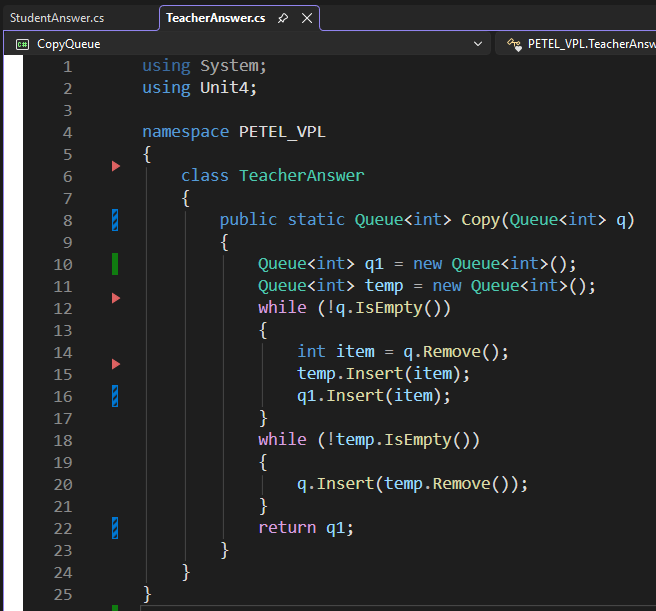 StudentAnswer.cs TeacherAnswer.cs
C# CopyQueue PETEL_VPL.TeacherAnsw
1 using System;
2 using Unit4;
3
4 namespace PETEL_VPL
5 {
6 class TeacherAnswer
7 {
8 public static Queue<int> Copy(Queue<int> q)
9 {
10 Queue<int> q1 = new Queue<int>();
11 Queue<int> temp = new Queue<int>();
12 while (!q.IsEmpty())
13 {
14 int item = q.Remove();
15 temp.Insert(item);
16 q1.Insert(item);
17 }
18 while (!temp.IsEmpty())
19 {
20 q.Insert(temp.Remove());
21 }
22 return q1;
23 }
24 }
25 }